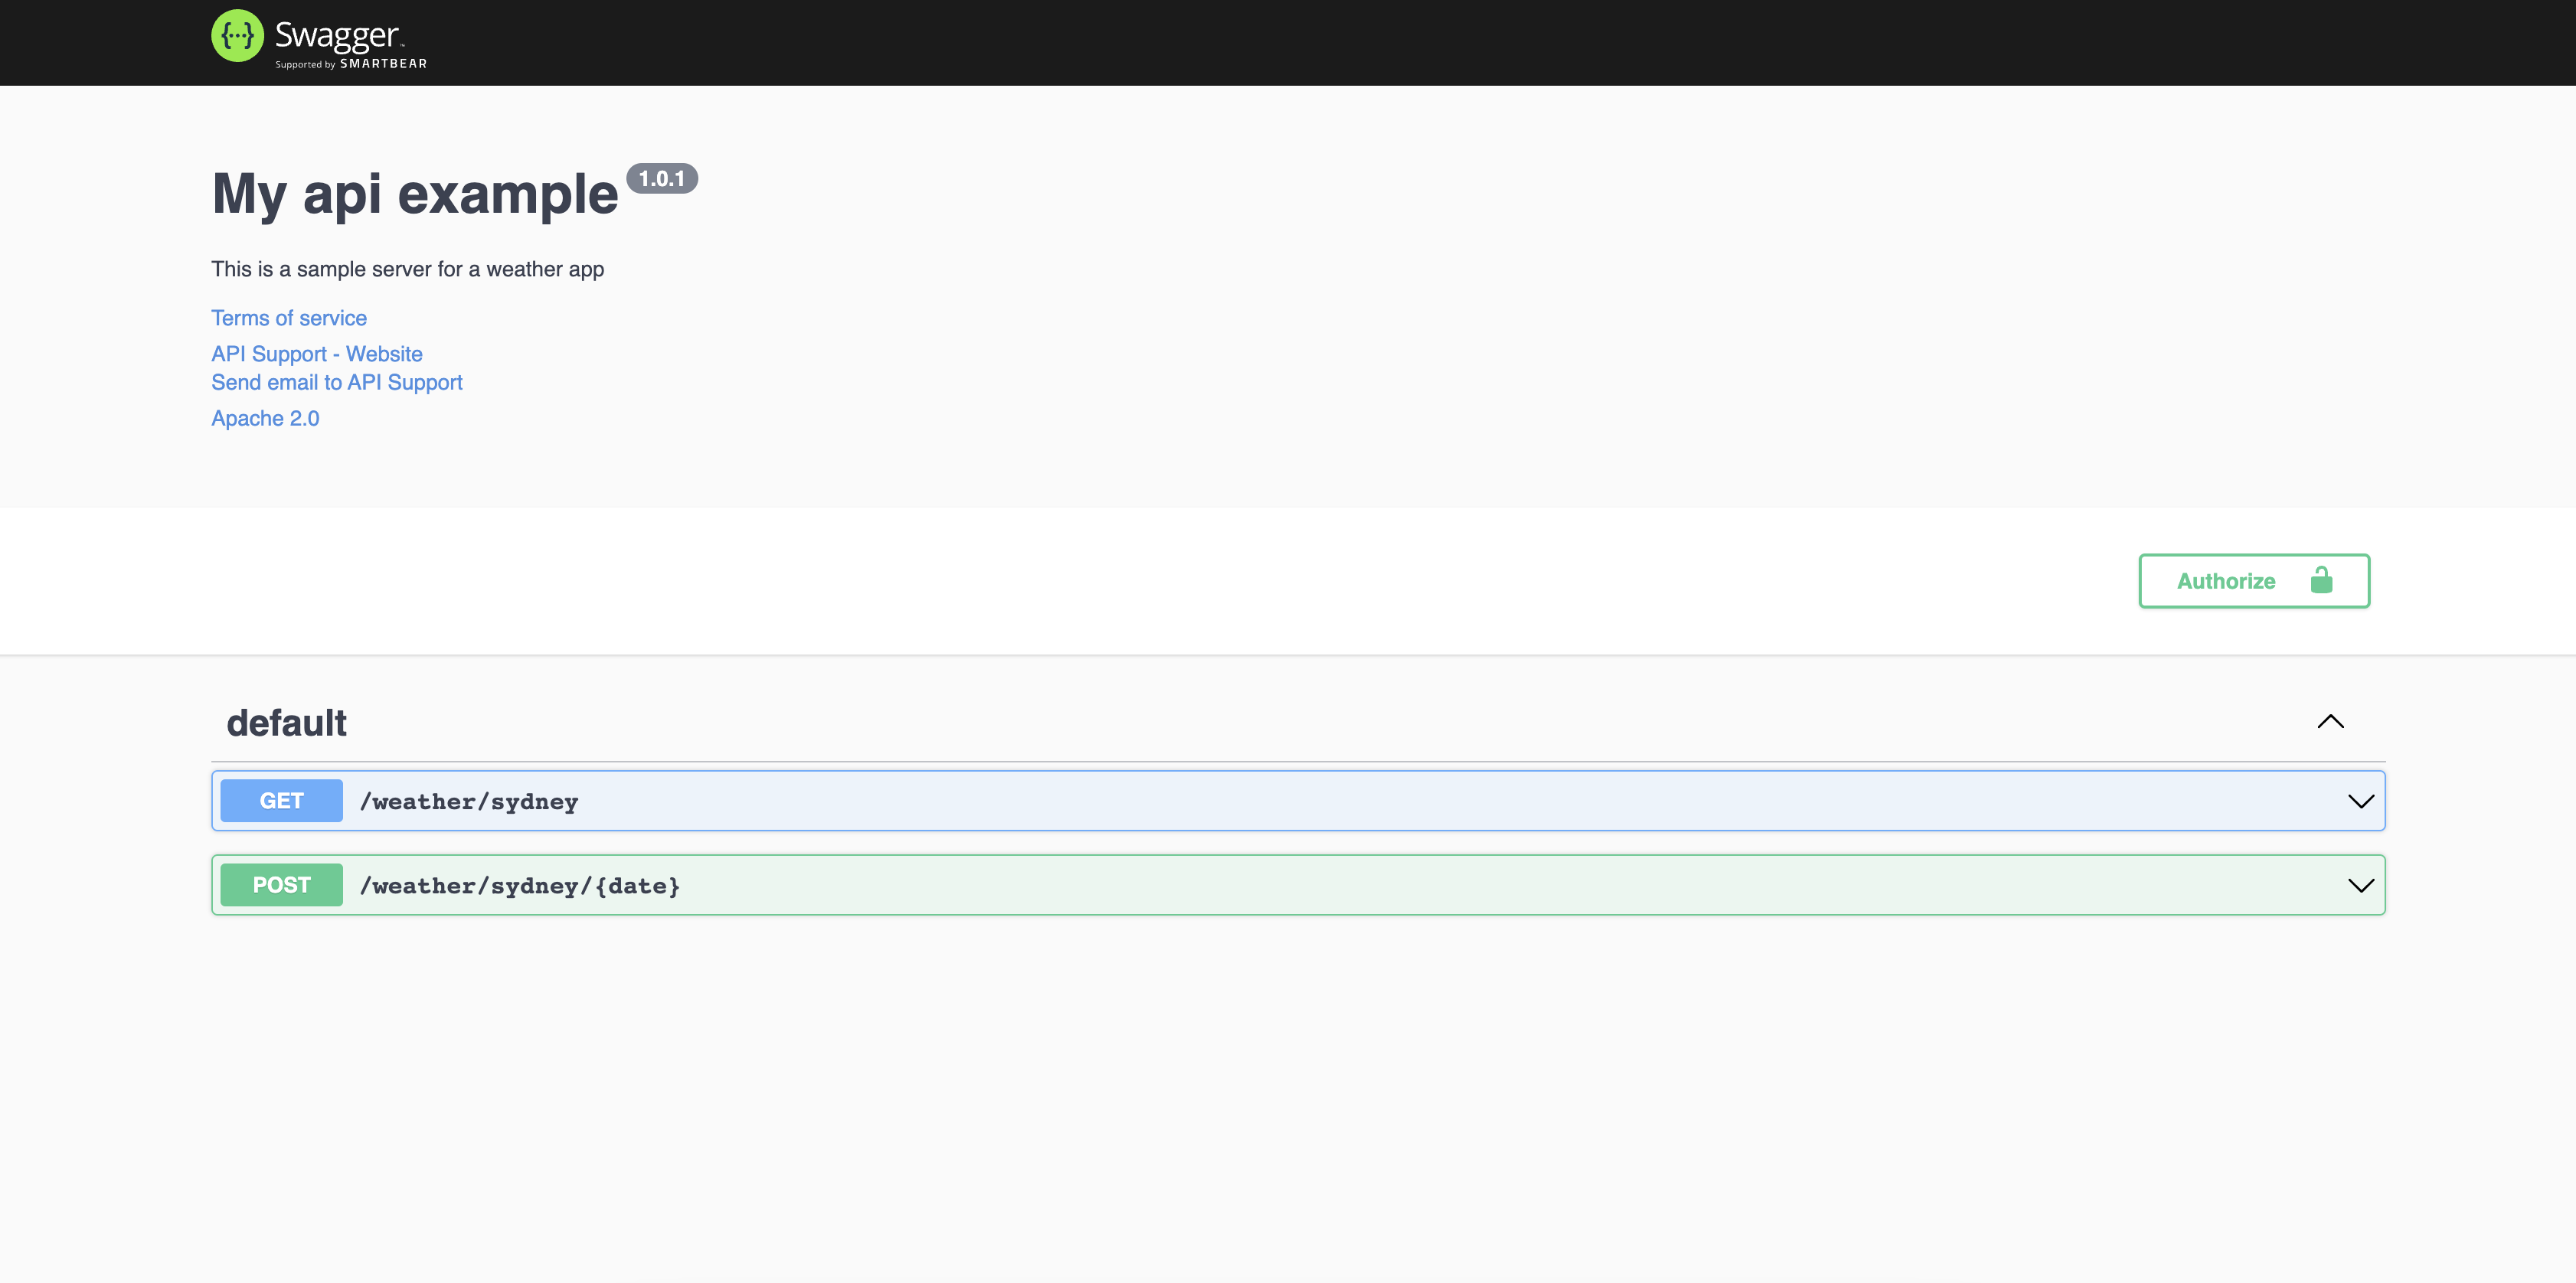 {...} Swagger™
Supported by SMARTBEAR
My api example 1.0.1
This is a sample server for a weather app
Terms of service
API Support - Website
Send email to API Support
Apache 2.0
Authorize
default
GET /weather/sydney
POST /weather/sydney/{date}